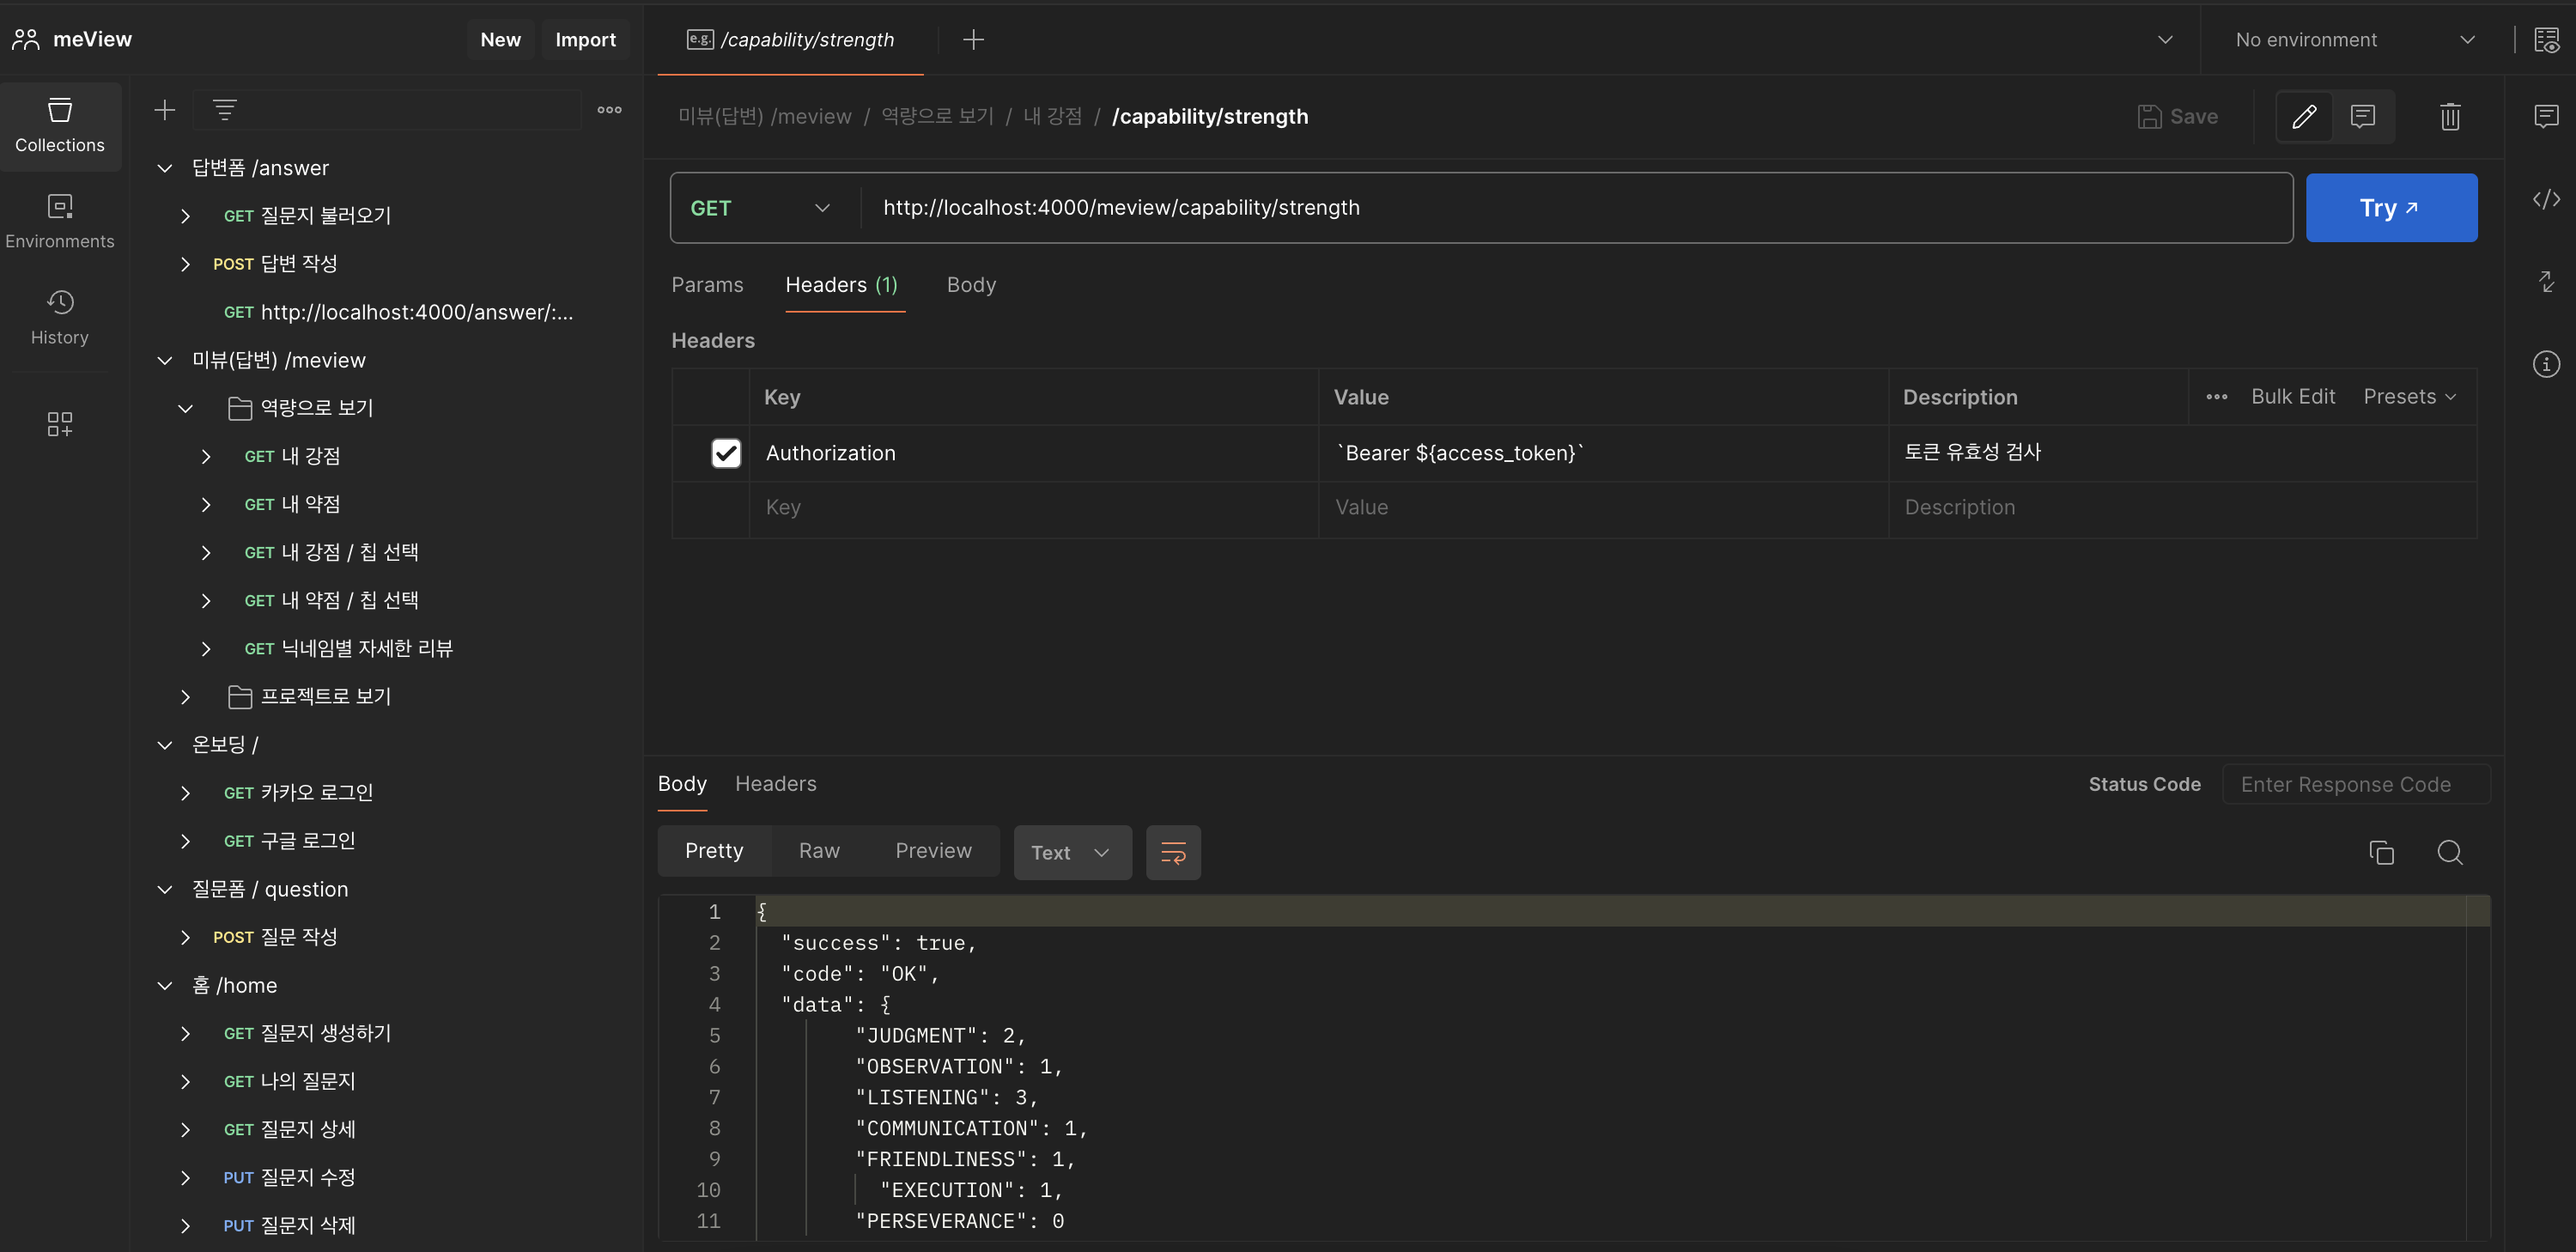 meView
New
Import
Collections
Environments
History
답변폼 /answer
GET 질문지 불러오기
POST 답변 작성
GET http://localhost:4000/answer/:...
미뷰(답변) /meview
역량으로 보기
GET 내 강점
GET 내 약점
GET 내 강점 / 칩 선택
GET 내 약점 / 칩 선택
GET 닉네임별 자세한 리뷰
프로젝트로 보기
온보딩 /
GET 카카오 로그인
GET 구글 로그인
질문폼 / question
POST 질문 작성
홈 /home
GET 질문지 생성하기
GET 나의 질문지
GET 질문지 상세
PUT 질문지 수정
PUT 질문지 삭제
e.g. /capability/strength
No environment
미뷰(답변) /meview / 역량으로 보기 / 내 강점 / /capability/strength
Save
GET http://localhost:4000/meview/capability/strength
Try
Params Headers (1) Body
Headers
Key Value Description Bulk Edit Presets
Authorization `Bearer ${access_token}` 토큰 유효성 검사
Key Value Description
Body Headers
Status Code Enter Response Code
Pretty Raw Preview Text
1 {
2 "success": true,
3 "code": "OK",
4 "data": {
5 "JUDGMENT": 2,
6 "OBSERVATION": 1,
7 "LISTENING": 3,
8 "COMMUNICATION": 1,
9 "FRIENDLINESS": 1,
10 "EXECUTION": 1,
11 "PERSEVERANCE": 0